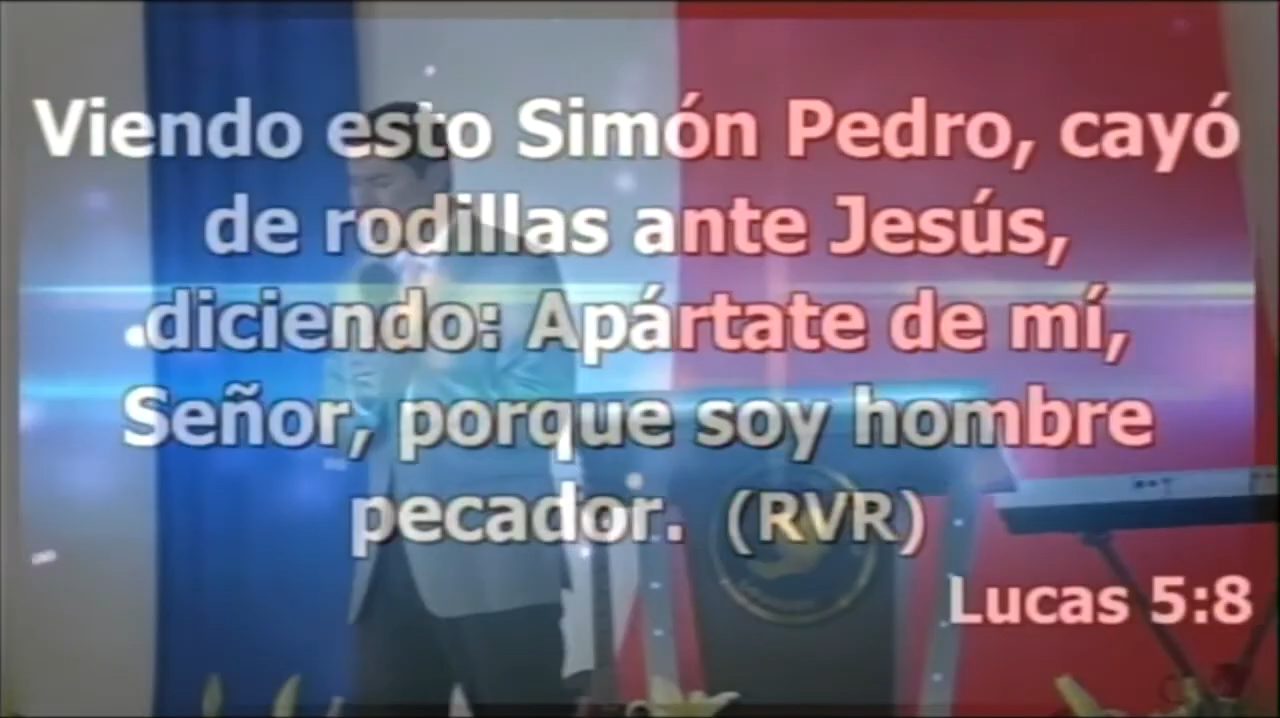 Viendo esto Simón Pedro, cayó
de rodillas ante Jesús,
diciendo: Apártate de mí,
Señor, porque soy hombre
pecador. (RVR)
Lucas 5:8